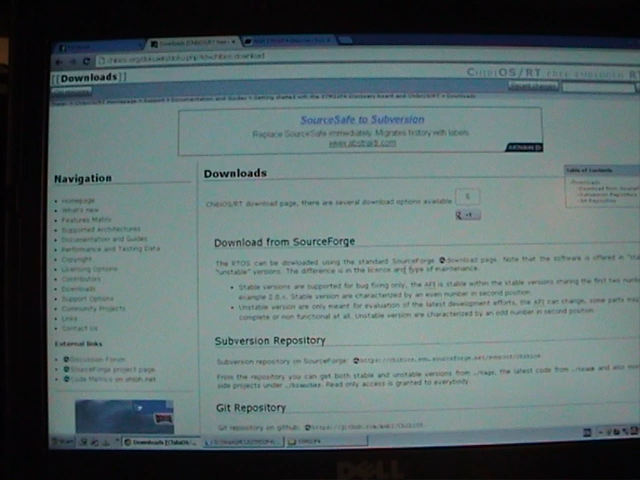 [[Downloads]]
CHIBIOS/RT FREE EMBEDDED
Recent changes
SourceSafe to Subversion
Replace SourceSafe immediately. Migrates history with labels.
Navigation
Homepage
What's new
Features Matrix
Supported Architectures
Documentation and Guides
Performance and Testing Data
Copyright
Licensing Options
Contributors
Downloads
Support Options
Community Projects
Links
Contact Us
External links
Discussion Forum
SourceForge project page
Code Metrics on ohloh.net
Downloads
ChibiOS/RT download page, there are several download options available
Table of Contents
Download from SourceForge
The RTOS can be dowloaded using the standard SourceForge download page. Note that the software is offered in
"unstable" versions. The difference is in the licence and type of maintenance.
Stable versions are supported for bug fixing only, the API is stable within the stable versions sharing the first two
example 2.0.x. Stable version are characterized by an even number in second position.
Unstable version are only meant for evaluation of the latest development efforts, the API can change, some parts
complete or non functional at all. Unstable version are characterized by an odd number in second position.
Subversion Repository
Subversion repository on SourceForge:
From the repository you can get both stable and unstable versions from the latest code from and
side projects under Read only access is granted to everybody.
Git Repository
Git repository on github:
Downloads [ChibiOS/
DELL